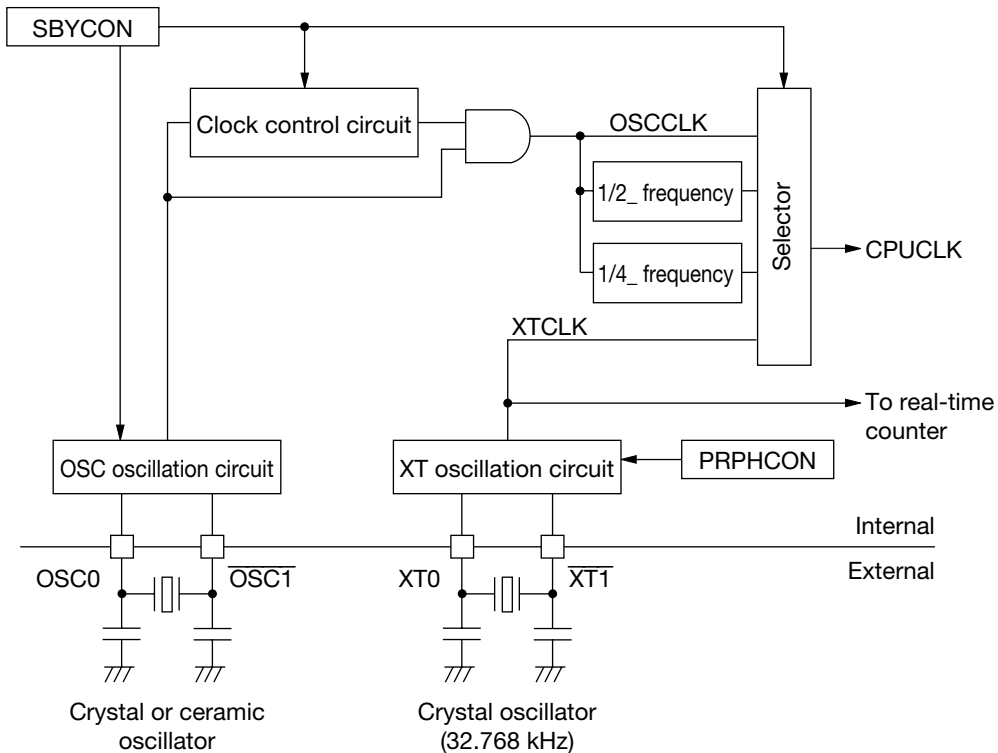 SBYCON
Clock control circuit
OSCCLK
1/2_ frequency
1/4_ frequency
Selector
CPUCLK
XTCLK
To real-time
counter
OSC oscillation circuit
XT oscillation circuit
PRPHCON
Internal
External
OSC0
OSC1
XT0
XT1
Crystal or ceramic
oscillator
Crystal oscillator
(32.768 kHz)